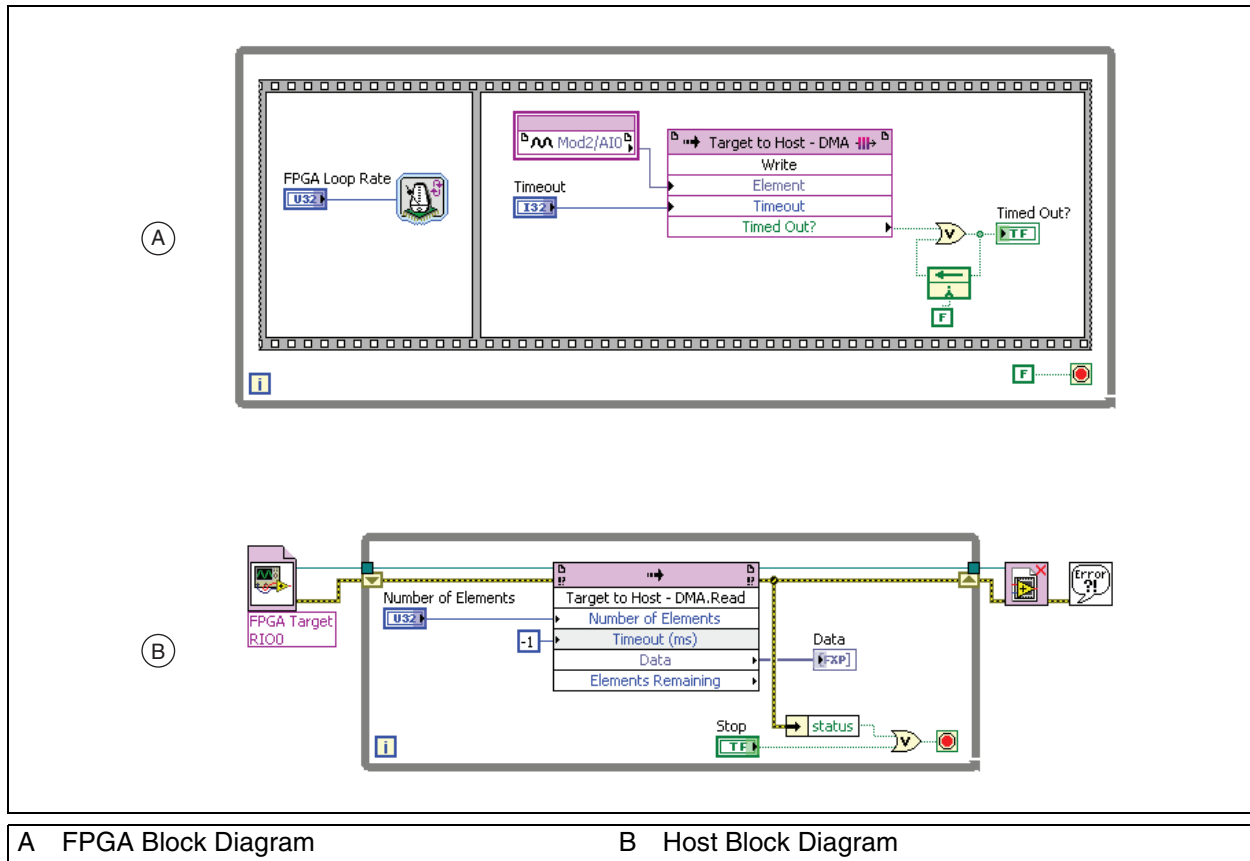 A
FPGA Loop Rate
U32
Mod2/AI0
Timeout
I32
Target to Host - DMA
Write
Element
Timeout
Timed Out?
Timed Out?
TF
F
i
F
B
FPGA Target
RIO0
Number of Elements
U32
-1
!?
!?
Target to Host - DMA.Read
Number of Elements
Timeout (ms)
Data
Elements Remaining
Data
FXP]
Error
?!
Stop
TF
status
i
A FPGA Block Diagram B Host Block Diagram